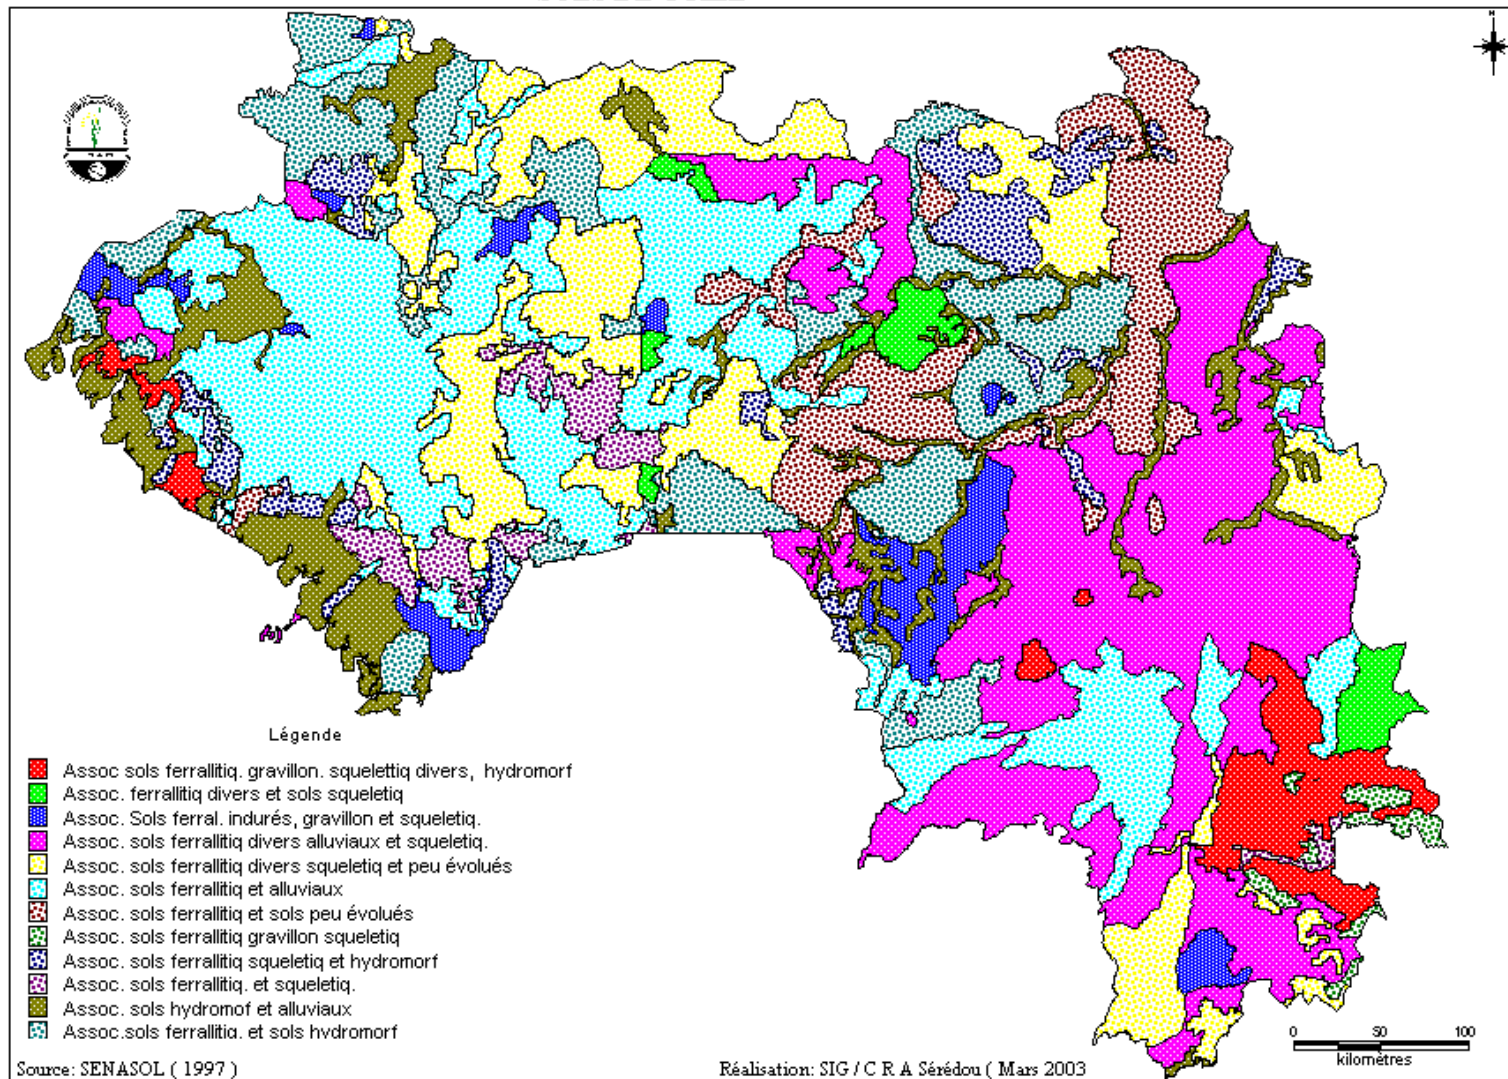 N
Légende
Assoc sols ferrallitiq. gravillon. squelettiq divers, hydromorf
Assoc. ferrallitiq divers et sols squeletiq
Assoc. Sols ferral. indurés, gravillon et squeletiq.
Assoc. sols ferrallitiq divers alluviaux et squeletiq.
Assoc. sols ferrallitiq divers squeletiq et peu évolués
Assoc. sols ferrallitiq et alluviaux
Assoc. sols ferrallitiq et sols peu évolués
Assoc. sols ferrallitiq gravillon squeletiq
Assoc. sols ferrallitiq squeletiq et hydromorf
Assoc. sols ferrallitiq. et squeletiq.
Assoc. sols hydromof et alluviaux
Assoc.sols ferrallitiq. et sols hydromorf
0 50 100
kilomètres
Source: SENASOL ( 1997 )
Réalisation: SIG / C R A Sérédou ( Mars 2003